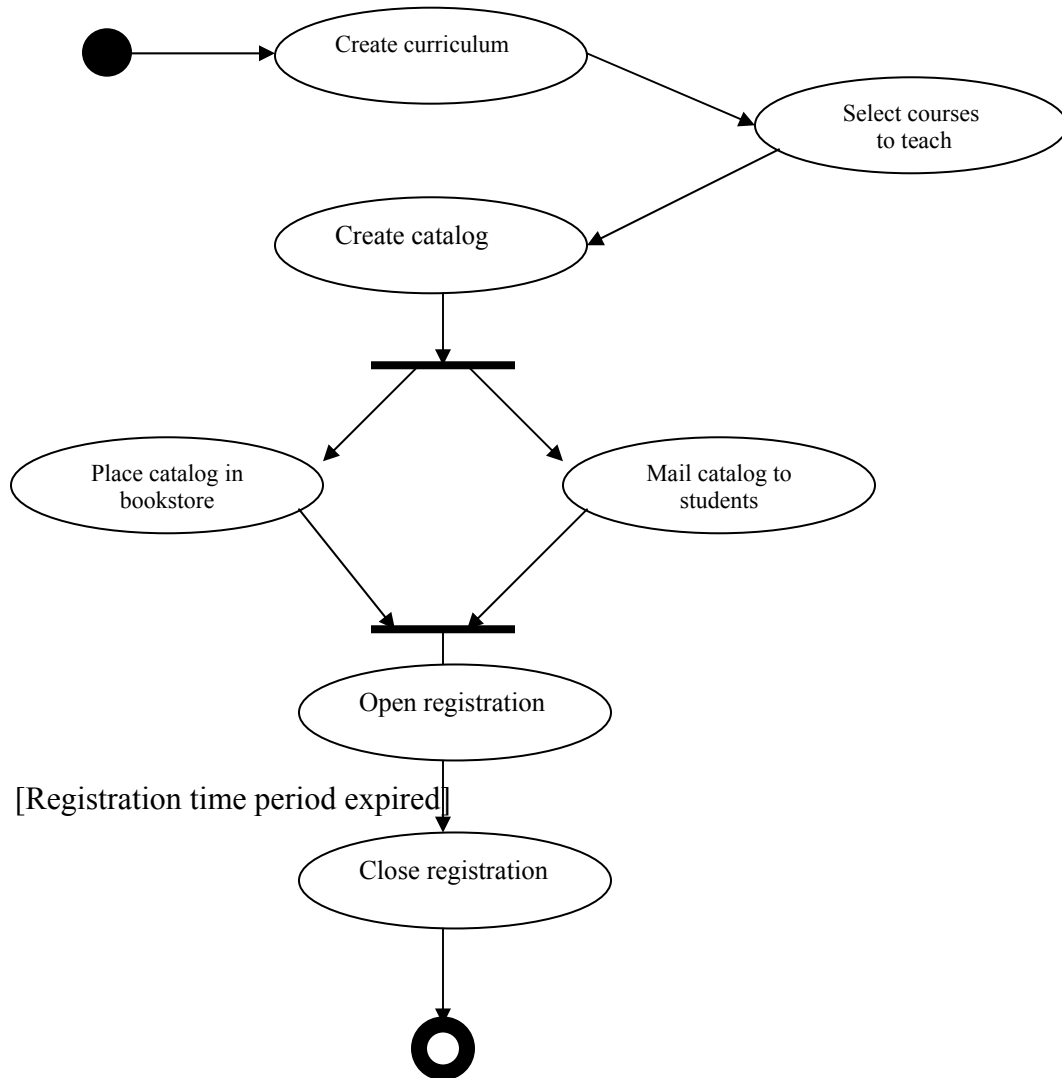 Create curriculum
Select courses
to teach
Create catalog
Place catalog in
bookstore
Mail catalog to
students
Open registration
[Registration time period expired]
Close registration